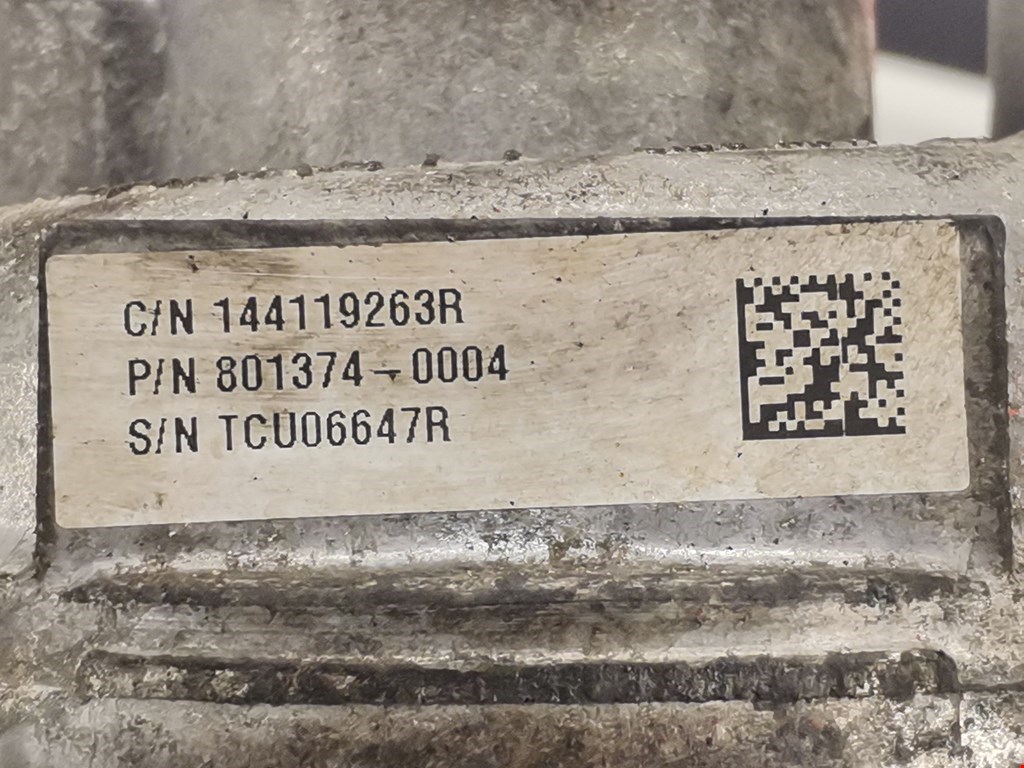 C/N 144119263R
P/N 801374-0004
S/N TCU06647R